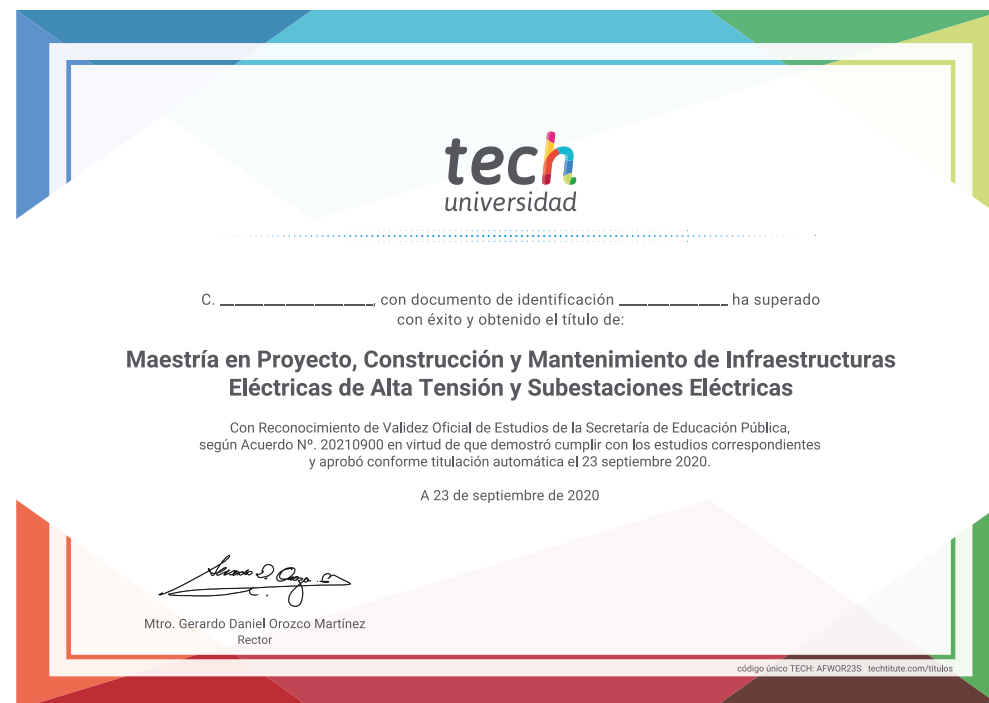 tech
universidad
C. ____________________, con documento de identificación ______________ ha superado
con éxito y obtenido el título de:
Maestría en Proyecto, Construcción y Mantenimiento de Infraestructuras
Eléctricas de Alta Tensión y Subestaciones Eléctricas
Con Reconocimiento de Validez Oficial de Estudios de la Secretaría de Educación Pública,
según Acuerdo Nº. 20210900 en virtud de que demostró cumplir con los estudios correspondientes
y aprobó conforme titulación automática el 23 septiembre 2020.
A 23 de septiembre de 2020
Mtro. Gerardo Daniel Orozco Martínez
Rector
código único TECH: AFWOR23S techtitute.com/titulos